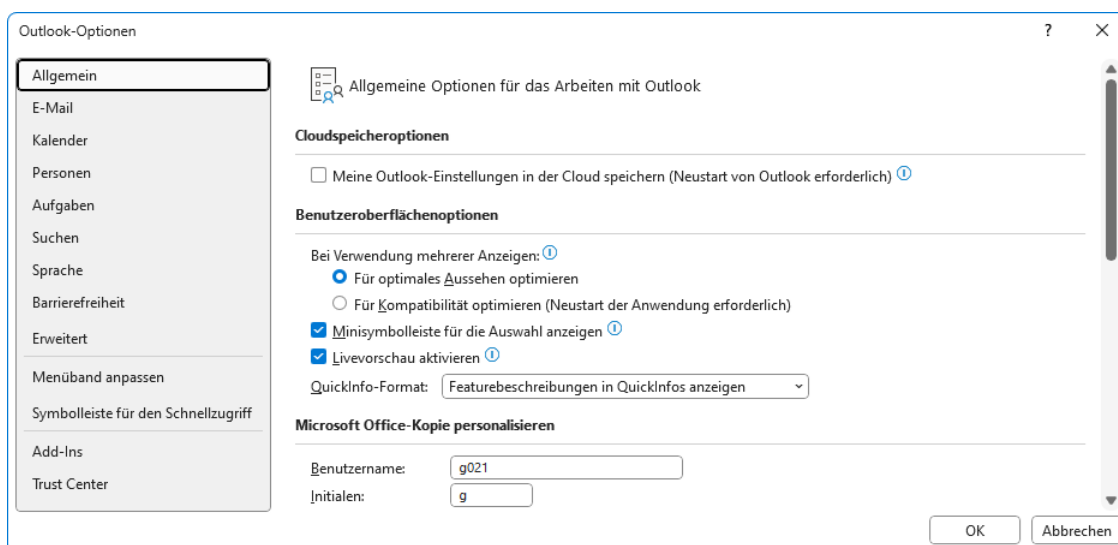 Outlook-Optionen
?
Allgemein
E-Mail
Kalender
Personen
Aufgaben
Suchen
Sprache
Barrierefreiheit
Erweitert
Menüband anpassen
Symbolleiste für den Schnellzugriff
Add-Ins
Trust Center
Allgemeine Optionen für das Arbeiten mit Outlook
Cloudspeicheroptionen
Meine Outlook-Einstellungen in der Cloud speichern (Neustart von Outlook erforderlich)
Benutzeroberflächenoptionen
Bei Verwendung mehrerer Anzeigen:
Für optimales Aussehen optimieren
Für Kompatibilität optimieren (Neustart der Anwendung erforderlich)
Minisymbolleiste für die Auswahl anzeigen
Livevorschau aktivieren
QuickInfo-Format: Featurebeschreibungen in QuickInfos anzeigen
Microsoft Office-Kopie personalisieren
Benutzername: g021
Initialen: g
OK Abbrechen